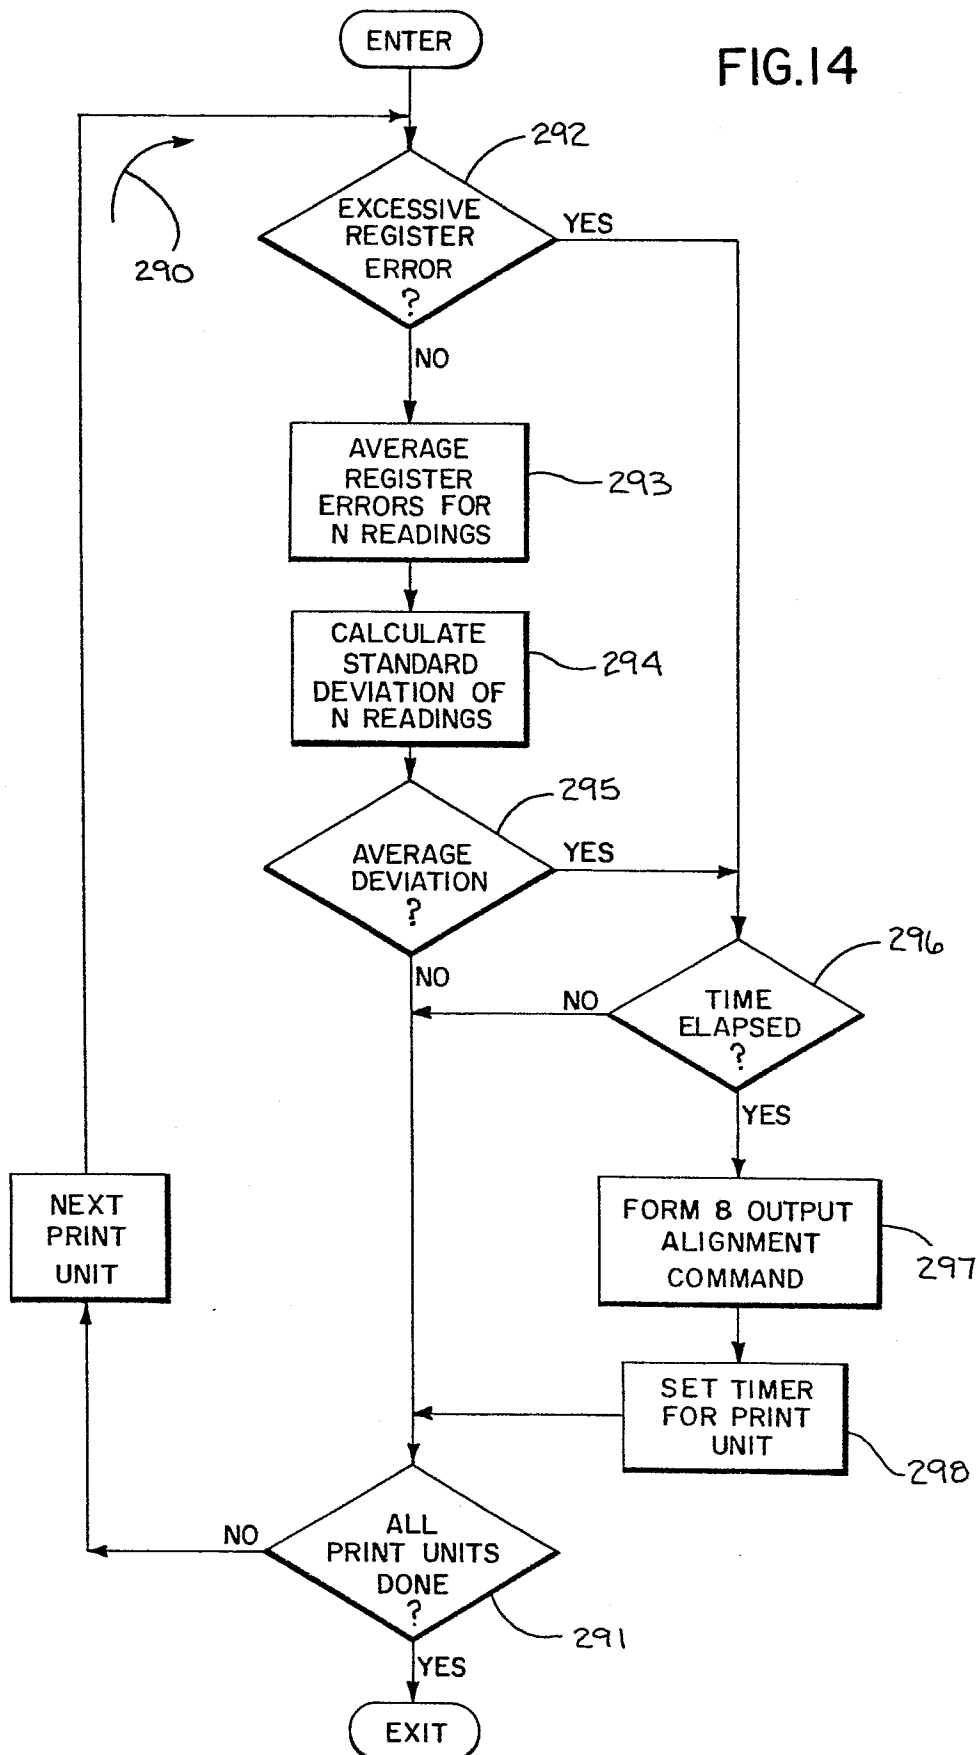 ENTER
FIG.14
292
EXCESSIVE
REGISTER
ERROR
?
YES
290
NO
AVERAGE
REGISTER
ERRORS FOR
N READINGS
293
CALCULATE
STANDARD
DEVIATION OF
N READINGS
294
295
AVERAGE
DEVIATION
?
YES
296
NO
NO
TIME
ELAPSED
?
YES
NEXT
PRINT
UNIT
FORM 8 OUTPUT
ALIGNMENT
COMMAND
297
SET TIMER
FOR PRINT
UNIT
298
NO
ALL
PRINT UNITS
DONE
?
291
YES
EXIT